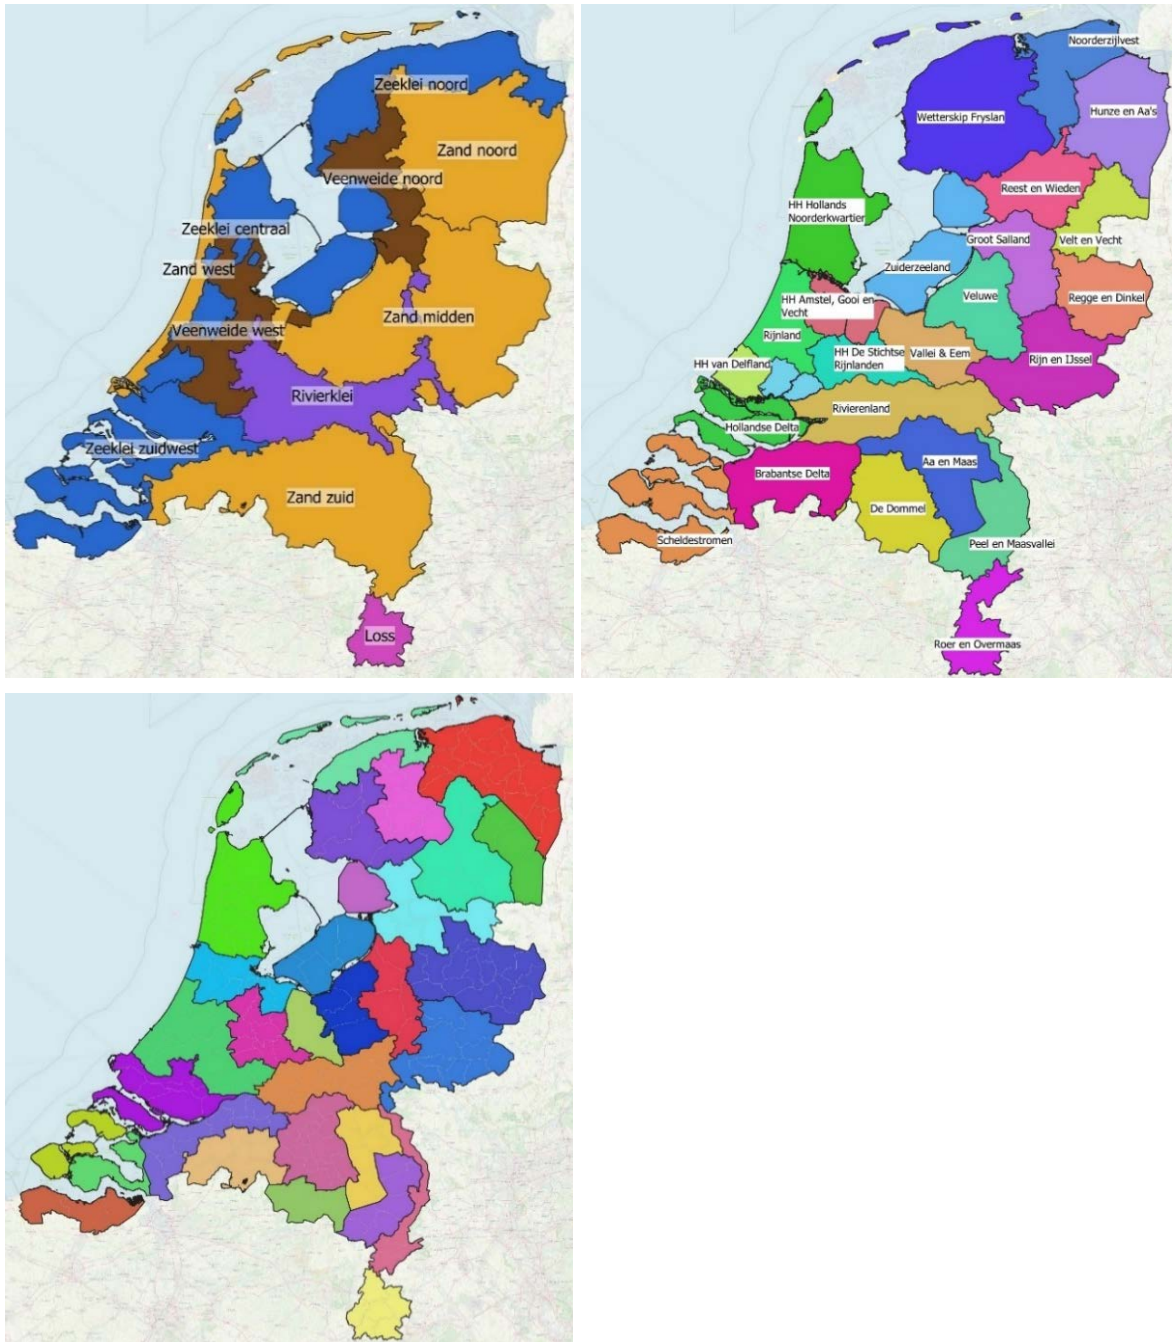 Zeeklei noord
Zand noord
Veenweide noord
Zeeklei centraal
Zand west
Zand midden
Veenweide west
Rivierklei
Zeeklei zuidwest
Zand zuid
Loss
Noorderzijlvest
Hunze en Aa's
Wetterskip Fryslan
Reest en Wieden
HH Hollands
Noorderkwartier
Groot Salland
Velt en Vecht
Zuiderzeeland
HH Amstel, Gooi en
Vecht
Veluwe
Regge en Dinkel
Rijnland
HH De Stichtse
Rijnlanden
Vallei & Eem
Rijn en IJssel
HH van Delfland
Rivierenland
Hollandse Delta
Aa en Maas
Brabantse Delta
De Dommel
Scheldestromen
Peel en Maasvallei
Roer en Overmaas